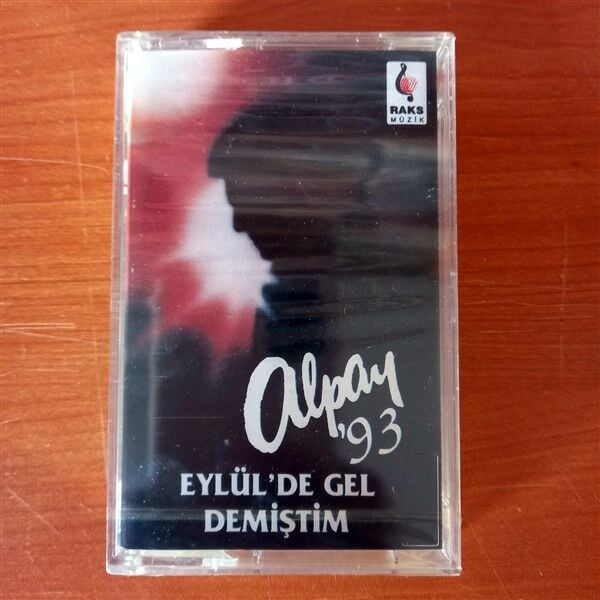 RAKS
MÜZİK
Alpay
'93
EYLÜL'DE GEL
DEMİŞTİM